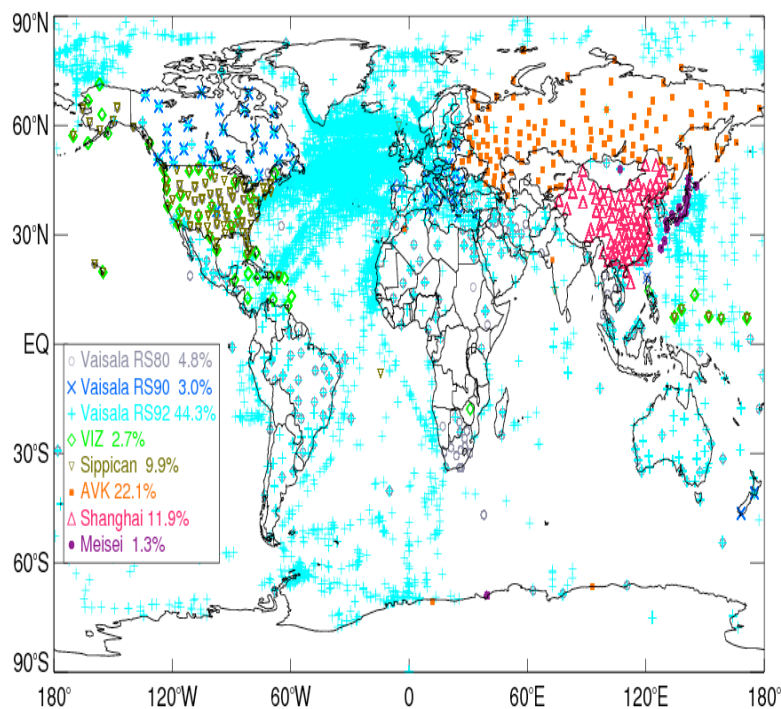 90°N
60°N
30°N
EQ
30°S
60°S
90°S
Vaisala RS80 4.8%
Vaisala RS90 3.0%
Vaisala RS92 44.3%
VIZ 2.7%
Sippican 9.9%
AVK 22.1%
Shanghai 11.9%
Meisei 1.3%
180° 120°W 60°W 0 60°E 120°E 180°